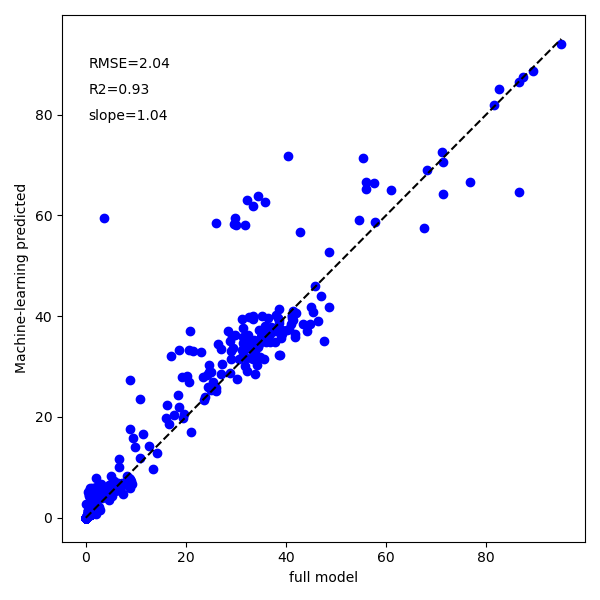 RMSE=2.04
R2=0.93
slope=1.04
Machine-learning predicted
80
60
40
20
0
0 20 40 60 80
full model